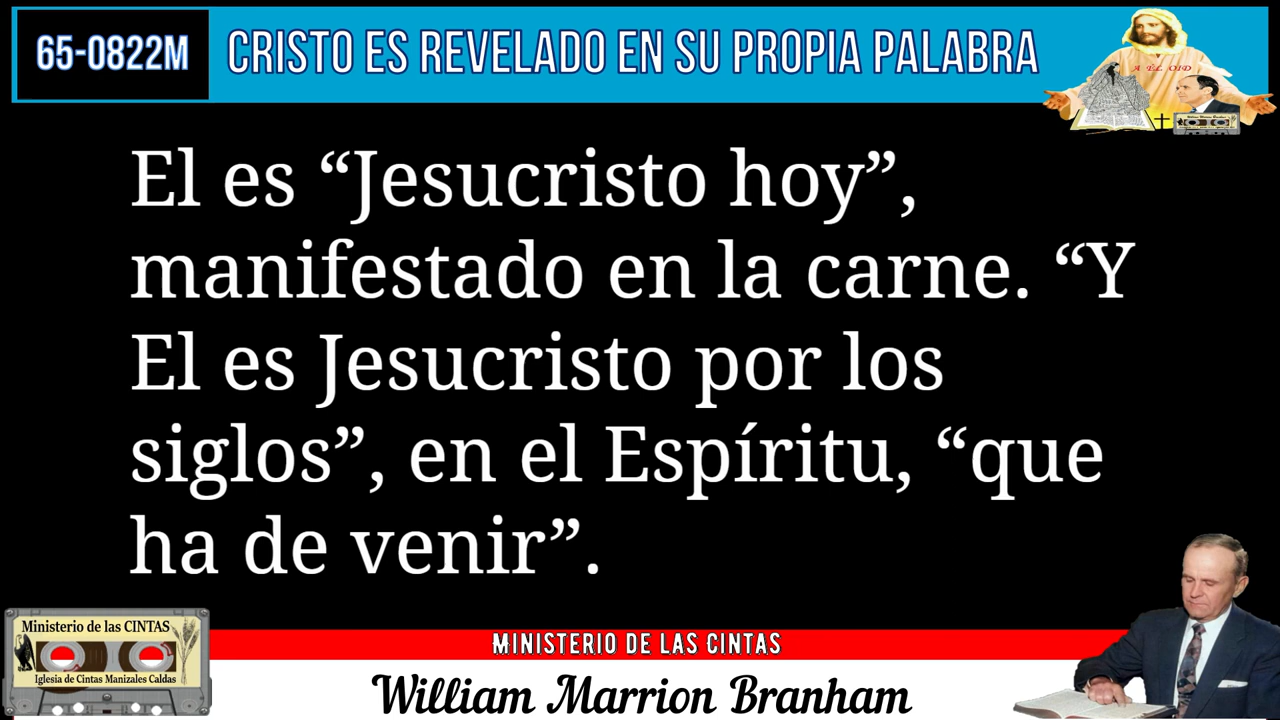 65-0822M
CRISTO ES REVELADO EN SU PROPIA PALABRA
A ÉL OID
El es “Jesucristo hoy”,
manifestado en la carne. “Y
El es Jesucristo por los
siglos”, en el Espíritu, “que
ha de venir”.
Ministerio de las CINTAS
Iglesia de Cintas Manizales Caldas
MINISTERIO DE LAS CINTAS
William Marrion Branham